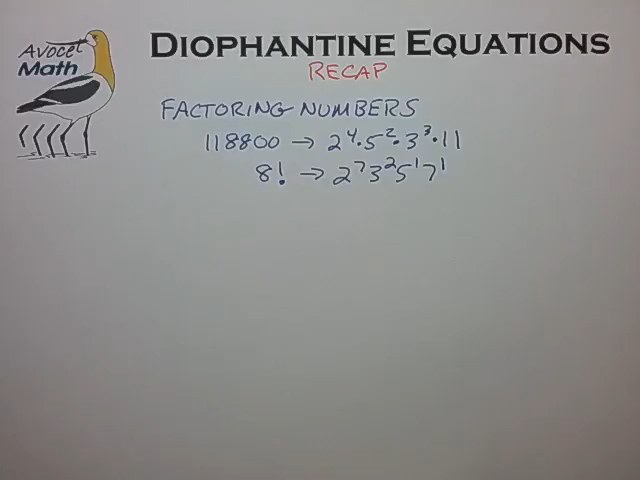 Avocet
Math
DIOPHANTINE EQUATIONS
RECAP
FACTORING NUMBERS
118800 → 2⁴·5²·3³·11
8! → 2⁷3²5¹7¹